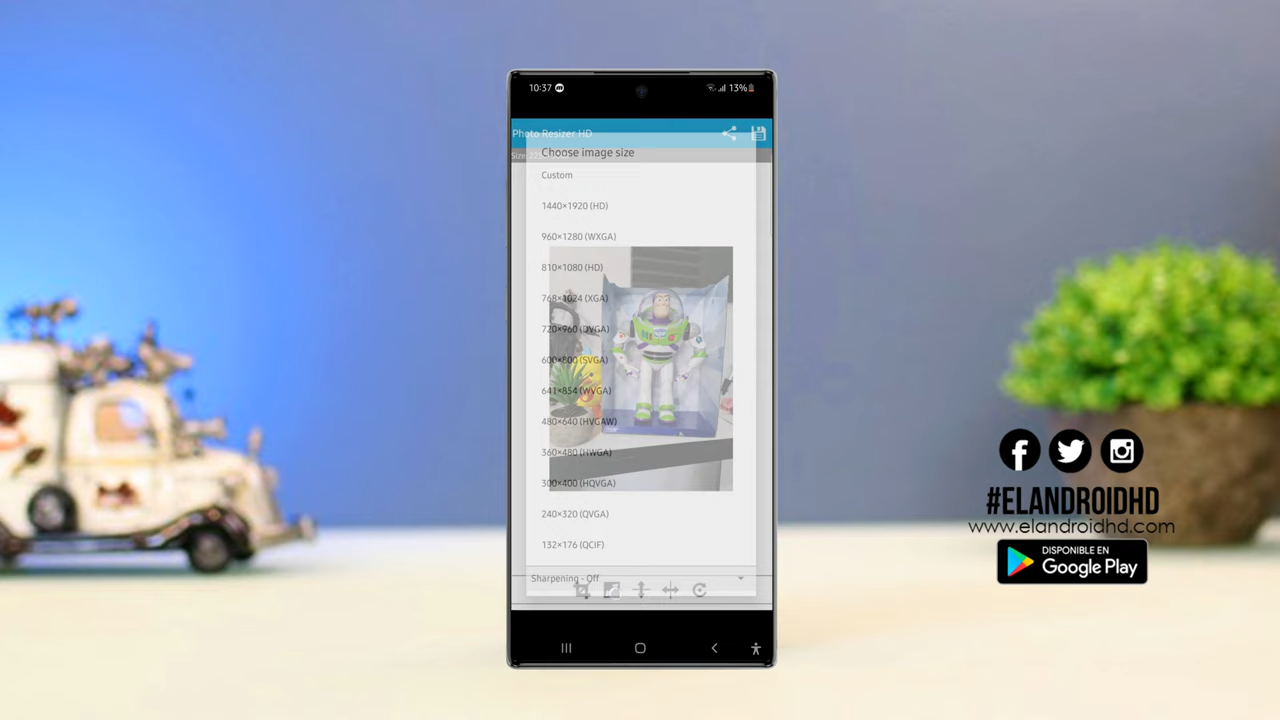 10:37
13%
Photo Resizer HD
Size:
Choose image size
Custom
1440×1920 (HD)
960×1280 (WXGA)
810×1080 (HD)
768×1024 (XGA)
720×960 (DVGA)
600×800 (SVGA)
641×854 (WVGA)
480×640 (HVGAW)
360×480 (HWGA)
300×400 (HQVGA)
240×320 (QVGA)
132×176 (QCIF)
Sharpening - Off
#ELANDROIDHD
www.elandroidhd.com
DISPONIBLE EN
Google Play